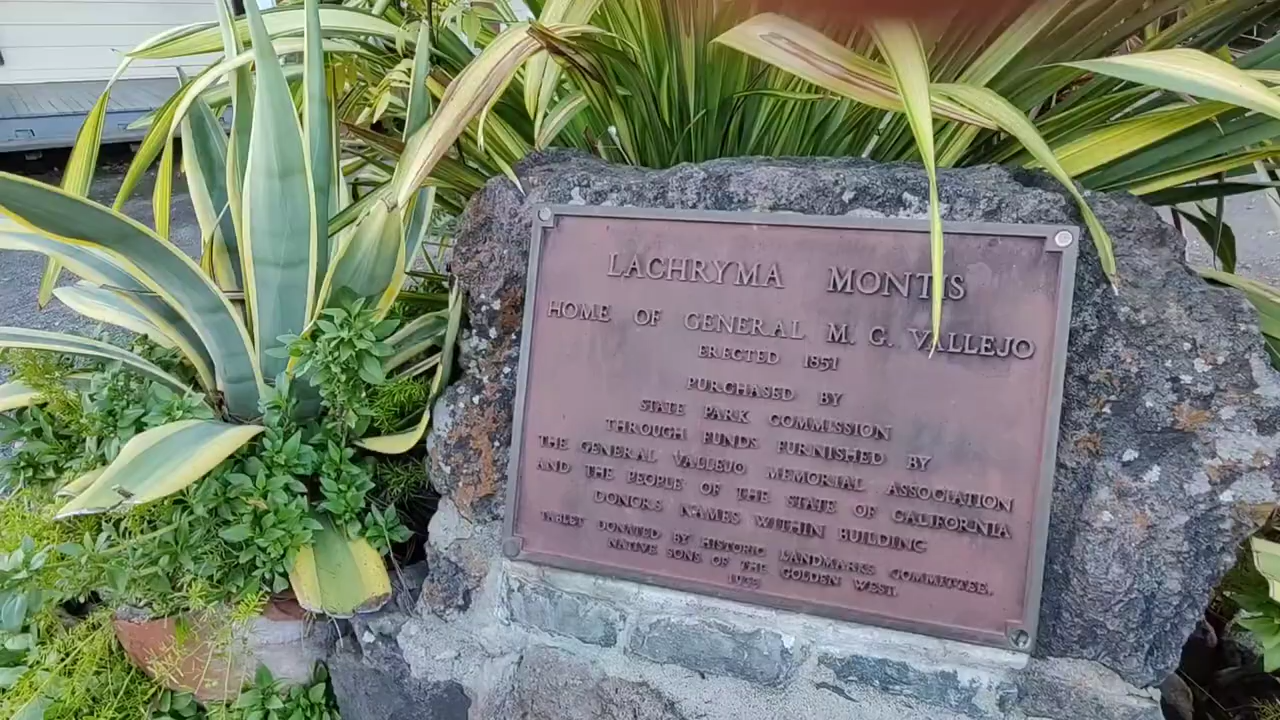 LACHRYMA MONTIS
HOME OF GENERAL M. G. VALLEJO
ERECTED 1851
PURCHASED BY
STATE PARK COMMISSION
THROUGH FUNDS FURNISHED BY
THE GENERAL VALLEJO MEMORIAL ASSOCIATION
AND THE PEOPLE OF THE STATE OF CALIFORNIA
DONORS NAMES WITHIN BUILDING
TABLET DONATED BY HISTORIC LANDMARKS COMMITTEE,
NATIVE SONS OF THE GOLDEN WEST.
1933